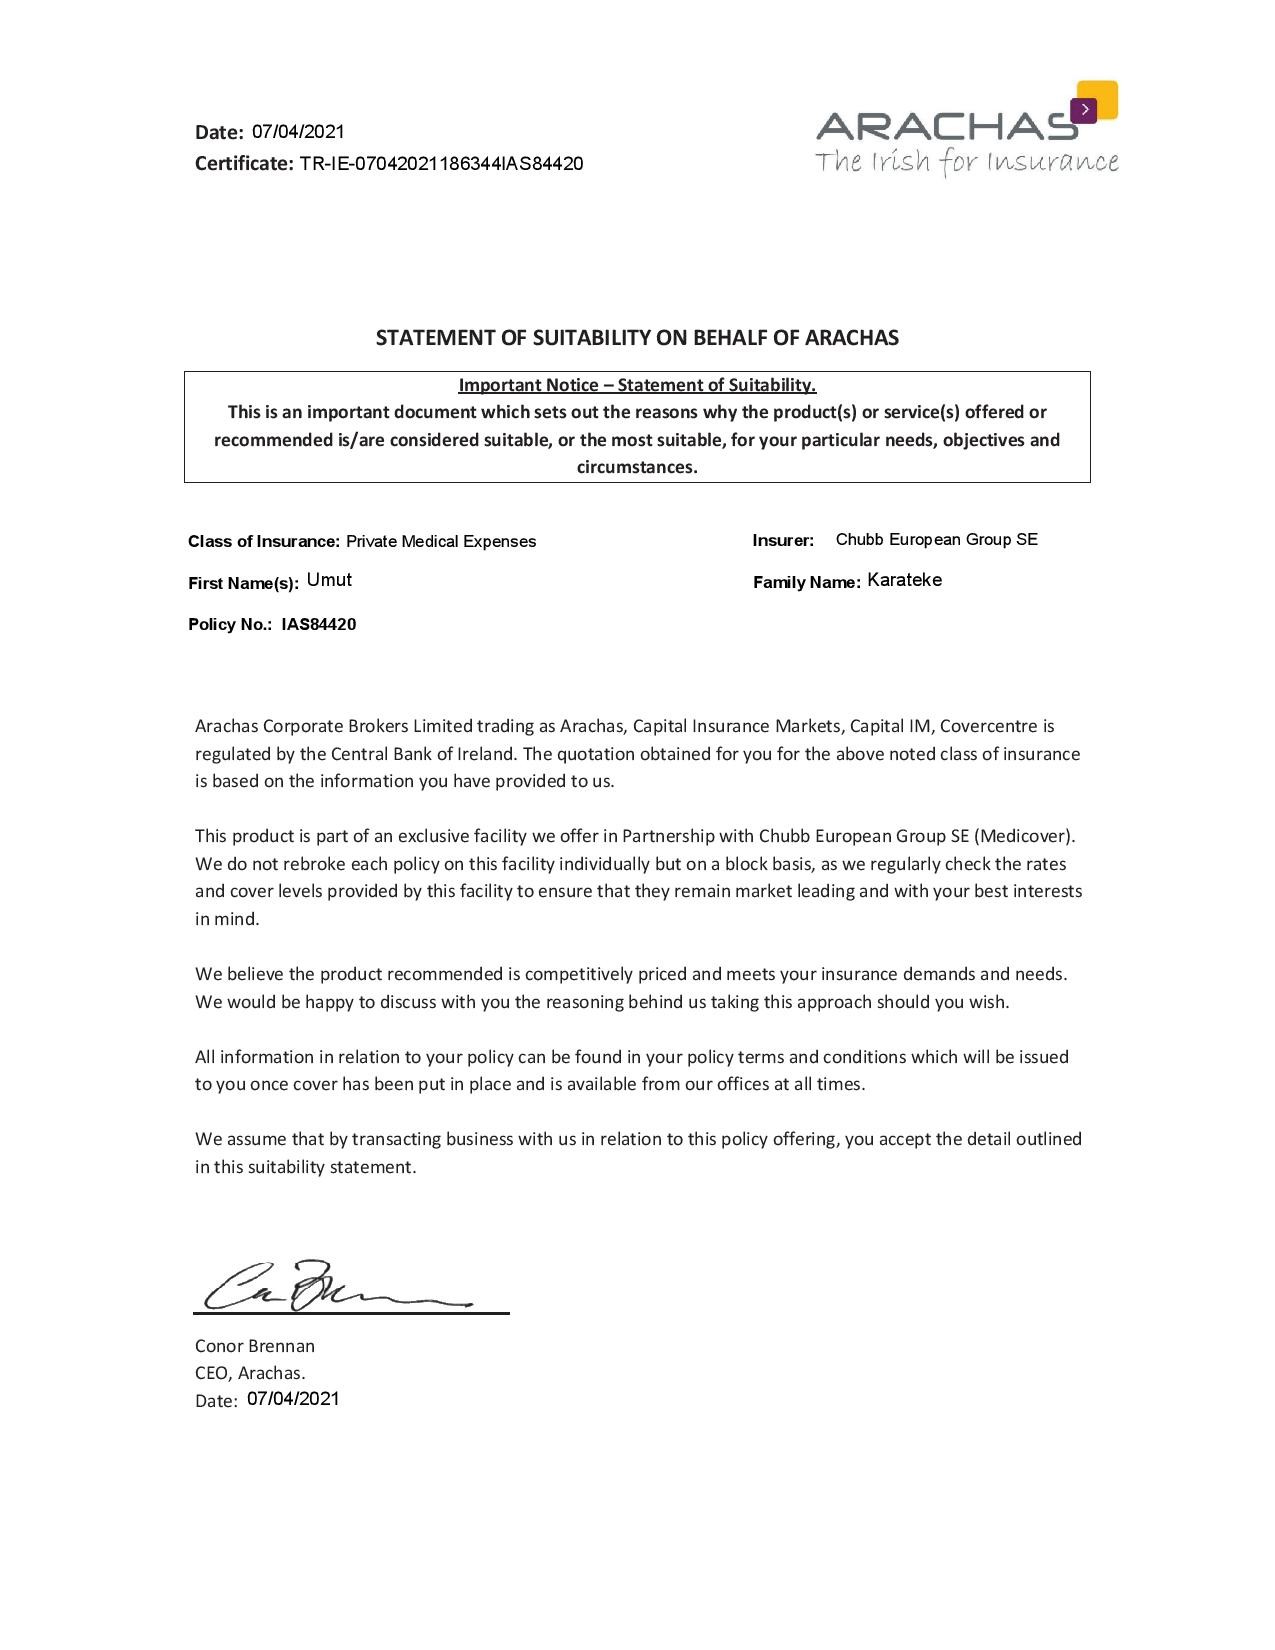 Date: 07/04/2021
Certificate: TR-IE-07042021186344IAS84420
ARACHAS
The Irish for Insurance
STATEMENT OF SUITABILITY ON BEHALF OF ARACHAS
Important Notice – Statement of Suitability.
This is an important document which sets out the reasons why the product(s) or service(s) offered or
recommended is/are considered suitable, or the most suitable, for your particular needs, objectives and
circumstances.
Class of Insurance: Private Medical Expenses Insurer: Chubb European Group SE
First Name(s): Umut Family Name: Karateke
Policy No.: IAS84420
Arachas Corporate Brokers Limited trading as Arachas, Capital Insurance Markets, Capital IM, Covercentre is
regulated by the Central Bank of Ireland. The quotation obtained for you for the above noted class of insurance
is based on the information you have provided to us.
This product is part of an exclusive facility we offer in Partnership with Chubb European Group SE (Medicover).
We do not rebroke each policy on this facility individually but on a block basis, as we regularly check the rates
and cover levels provided by this facility to ensure that they remain market leading and with your best interests
in mind.
We believe the product recommended is competitively priced and meets your insurance demands and needs.
We would be happy to discuss with you the reasoning behind us taking this approach should you wish.
All information in relation to your policy can be found in your policy terms and conditions which will be issued
to you once cover has been put in place and is available from our offices at all times.
We assume that by transacting business with us in relation to this policy offering, you accept the detail outlined
in this suitability statement.
Conor Brennan
CEO, Arachas.
Date: 07/04/2021